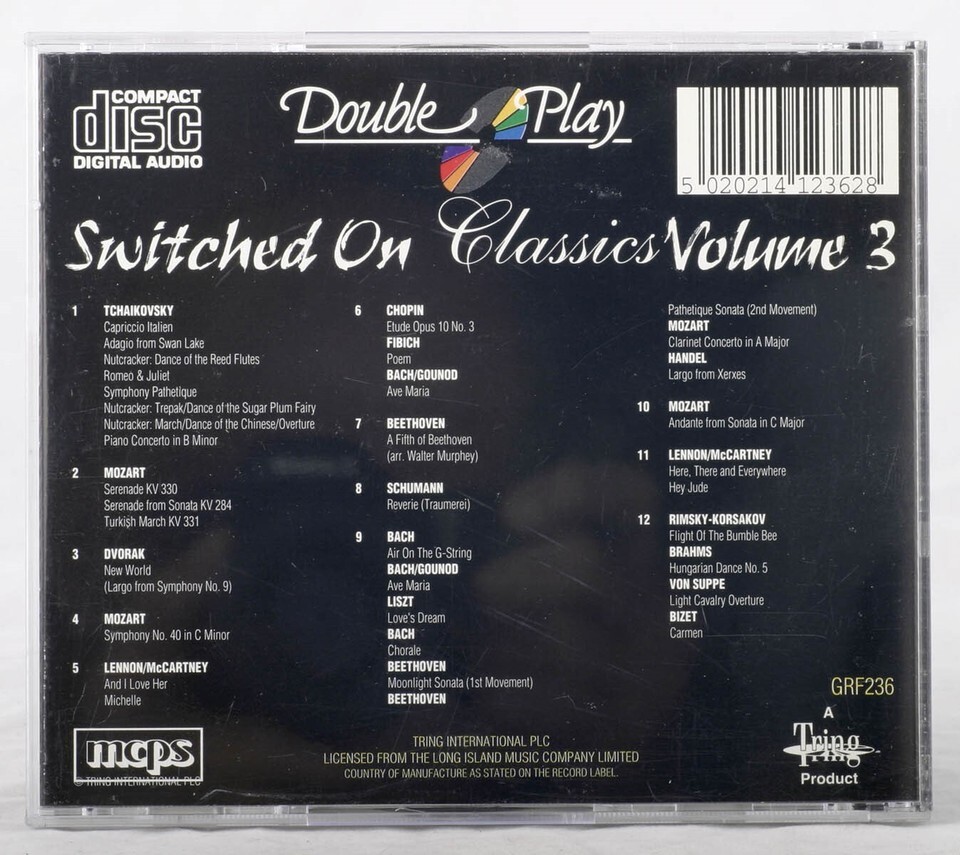 COMPACT
disc
DIGITAL AUDIO
Double Play
5 020214 123628
Switched On Classics Volume 3
1 TCHAIKOVSKY
Capriccio Italien
Adagio from Swan Lake
Nutcracker: Dance of the Reed Flutes
Romeo & Juliet
Symphony Pathetique
Nutcracker: Trepak/Dance of the Sugar Plum Fairy
Nutcracker: March/Dance of the Chinese/Overture
Piano Concerto in B Minor
2 MOZART
Serenade KV 330
Serenade from Sonata KV 284
Turkish March KV 331
3 DVORAK
New World
(Largo from Symphony No. 9)
4 MOZART
Symphony No. 40 in C Minor
5 LENNON/McCARTNEY
And I Love Her
Michelle
6 CHOPIN
Etude Opus 10 No. 3
FIBICH
Poem
BACH/GOUNOD
Ave Maria
7 BEETHOVEN
A Fifth of Beethoven
(arr. Walter Murphey)
8 SCHUMANN
Reverie (Traumerei)
9 BACH
Air On The G-String
BACH/GOUNOD
Ave Maria
LISZT
Love's Dream
BACH
Chorale
BEETHOVEN
Moonlight Sonata (1st Movement)
BEETHOVEN
Pathetique Sonata (2nd Movement)
MOZART
Clarinet Concerto in A Major
HANDEL
Largo from Xerxes
10 MOZART
Andante from Sonata in C Major
11 LENNON/McCARTNEY
Here, There and Everywhere
Hey Jude
12 RIMSKY-KORSAKOV
Flight Of The Bumble Bee
BRAHMS
Hungarian Dance No. 5
VON SUPPE
Light Cavalry Overture
BIZET
Carmen
GRF236
mcps
© TRING INTERNATIONAL PLC
TRING INTERNATIONAL PLC
LICENSED FROM THE LONG ISLAND MUSIC COMPANY LIMITED
COUNTRY OF MANUFACTURE AS STATED ON THE RECORD LABEL.
A
Tring
Product